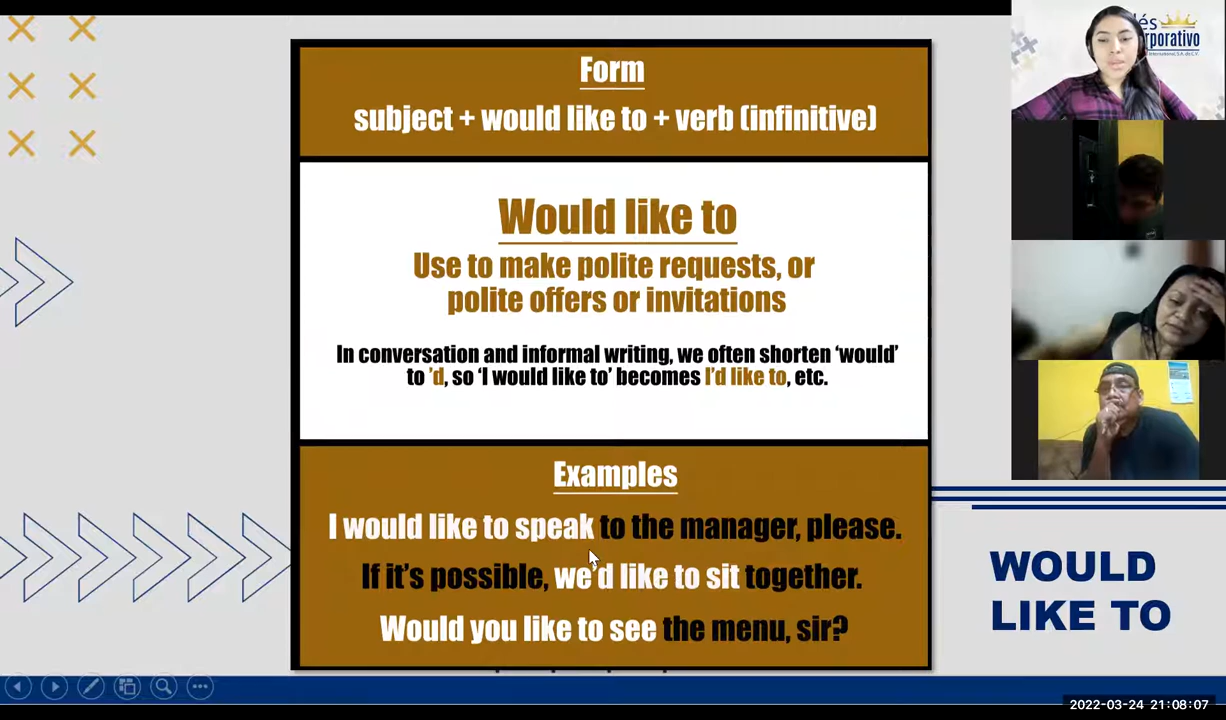 Form
subject + would like to + verb (infinitive)
Would like to
Use to make polite requests, or
polite offers or invitations
In conversation and informal writing, we often shorten ‘would’
to ’d, so ‘I would like to’ becomes I’d like to, etc.
Examples
I would like to speak to the manager, please.
If it’s possible, we’d like to sit together.
Would you like to see the menu, sir?
WOULD
LIKE TO
2022-03-24 21:08:07